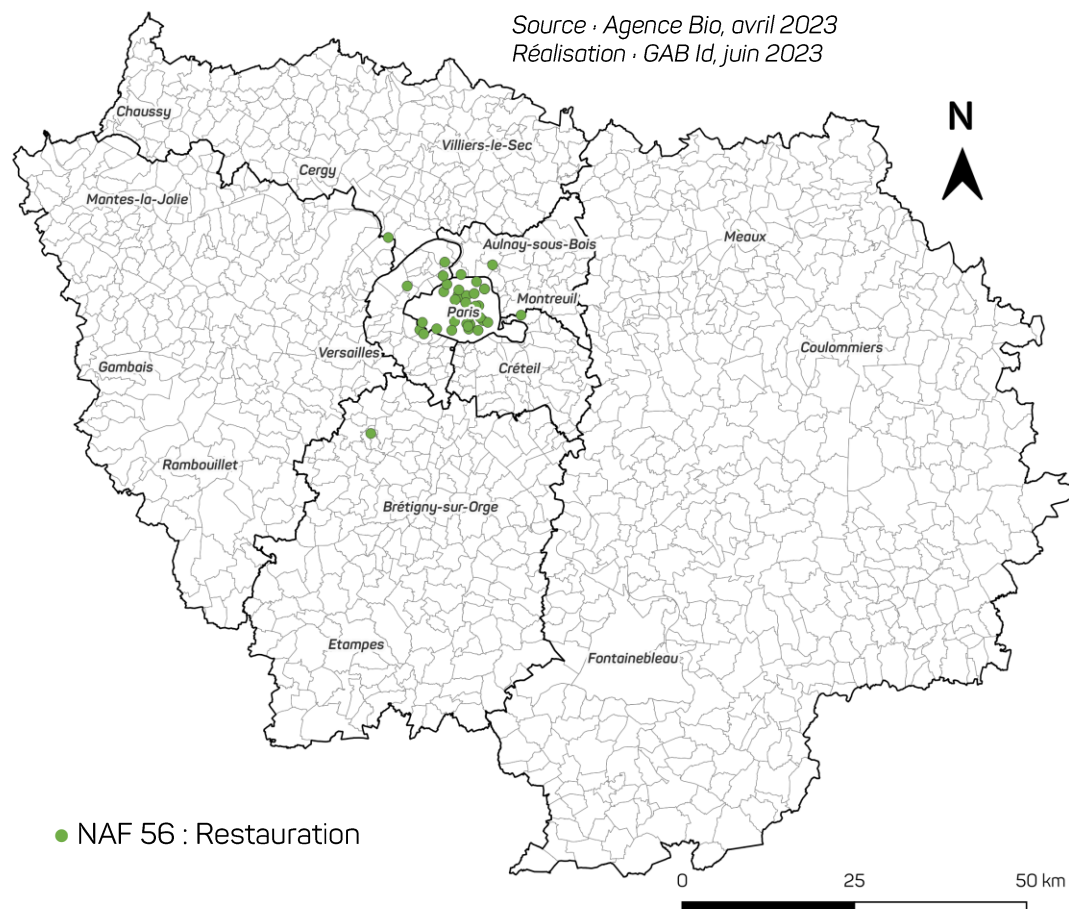 Source : Agence Bio, avril 2023
Réalisation : GAB Id, juin 2023
N
Chaussy
Villiers-le-Sec
Cergy
Mantes-la-Jolie
Meaux
Aulnay-sous-Bois
Montreuil
Paris
Coulommiers
Versailles
Gambais
Créteil
Rambouillet
Brétigny-sur-Orge
Etampes
Fontainebleau
NAF 56 : Restauration
0 25 50 km